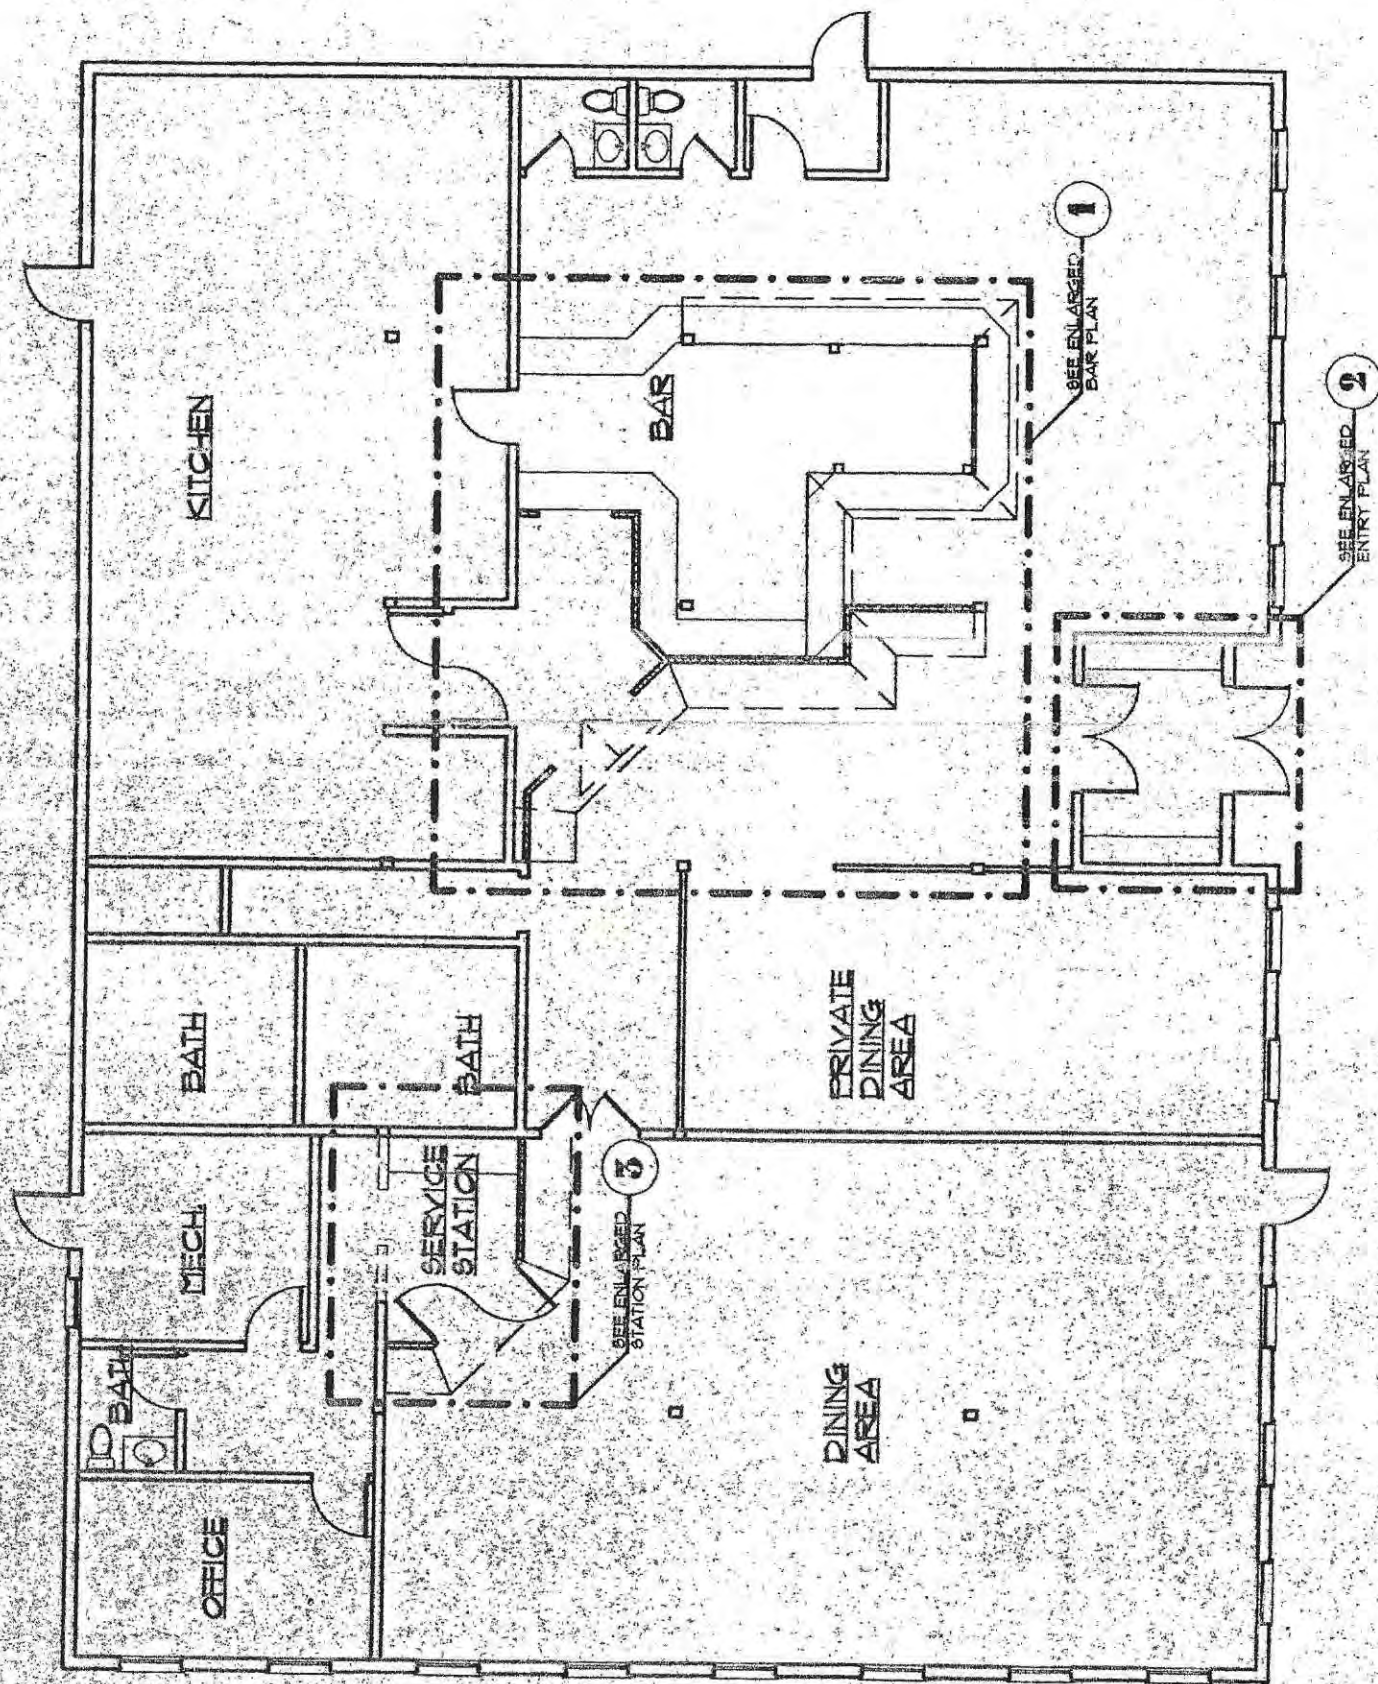 KITCHEN
BAR
1
SEE ENLARGED
BAR PLAN
2
SEE ENLARGED
ENTRY PLAN
BATH
BATH
PRIVATE
DINING
AREA
MECH.
SERVICE
STATION
3
SEE ENLARGED
STATION PLAN
BATH
OFFICE
DINING
AREA